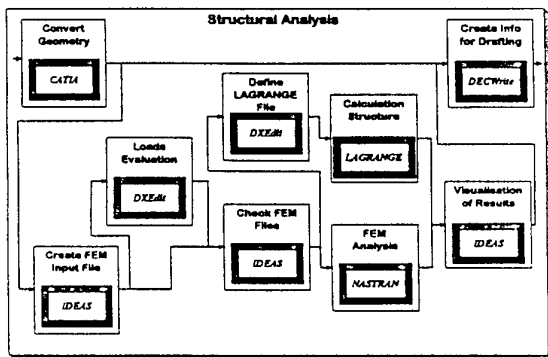 Structural Analysis
Convert
Geometry
CATIA
Create Info
for Drafting
DECWrite
Define
LAGRANGE
File
DXEdit
Calculation
Structure
LAGRANGE
Loads
Evaluation
DXEdit
Check FEM
Files
IDEAS
FEM
Analysis
NASTRAN
Visualisation
of Results
IDEAS
Create FEM
Input File
IDEAS